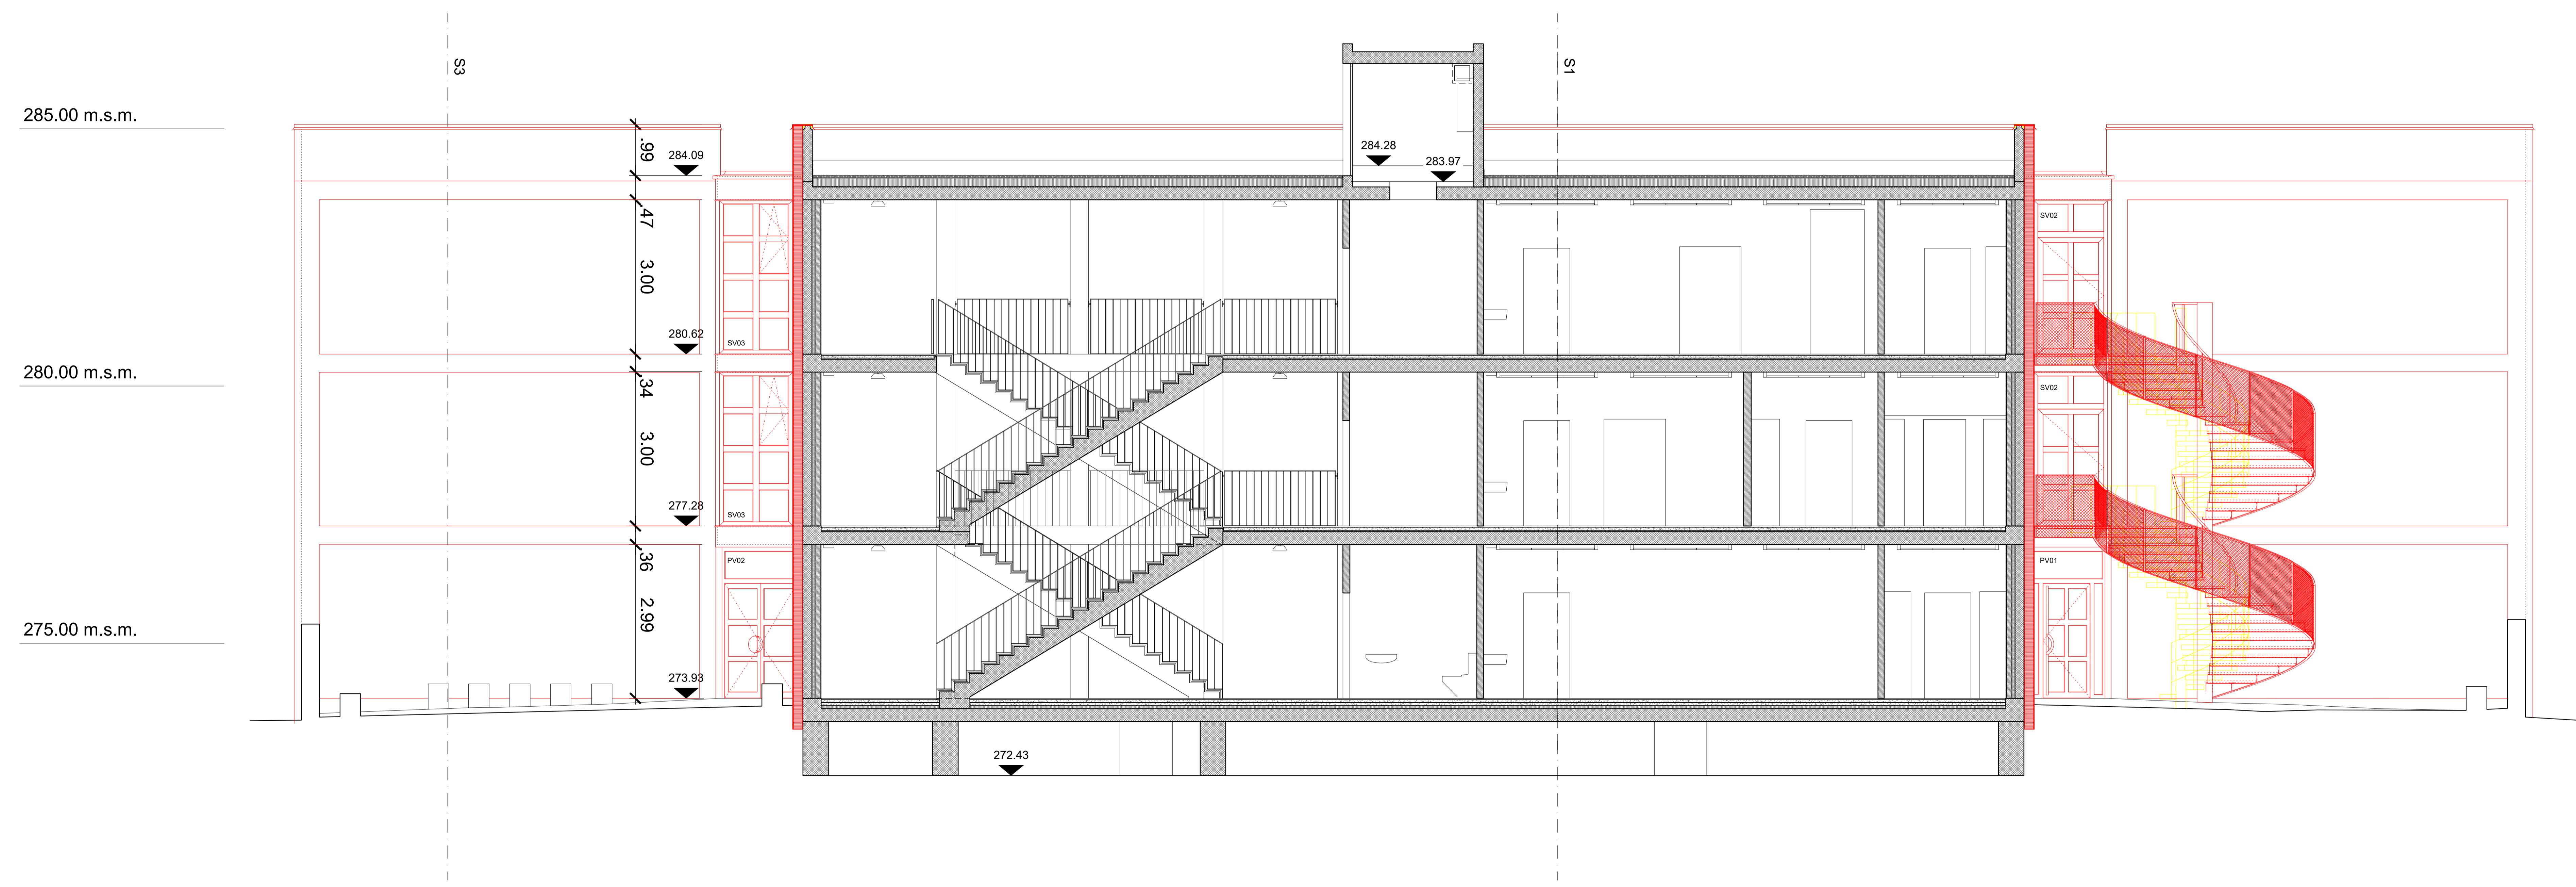 S3
S1
285.00 m.s.m.
.99
284.09
284.28
283.97
.47
SV02
3.00
280.62
SV03
280.00 m.s.m.
.34
SV02
3.00
277.28
SV03
.36
PV02
PV01
2.99
275.00 m.s.m.
273.93
272.43